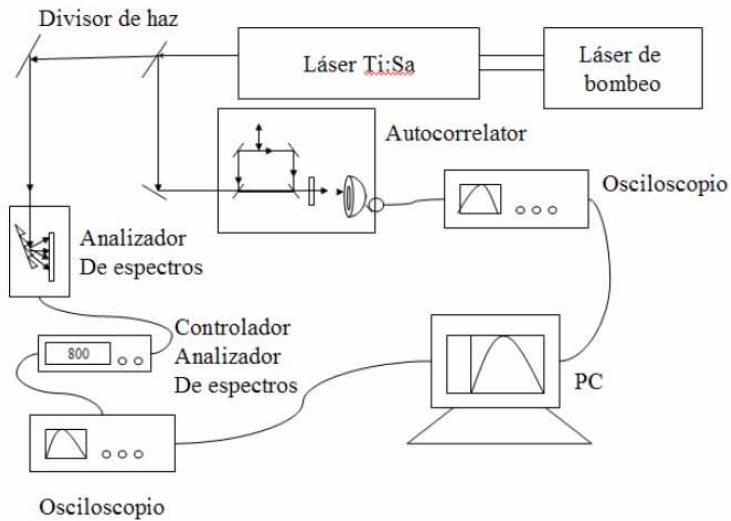 Divisor de haz
Láser Ti:Sa
Láser de
bombeo
Autocorrelator
Osciloscopio
Analizador
De espectros
Controlador
Analizador
De espectros
800
PC
Osciloscopio